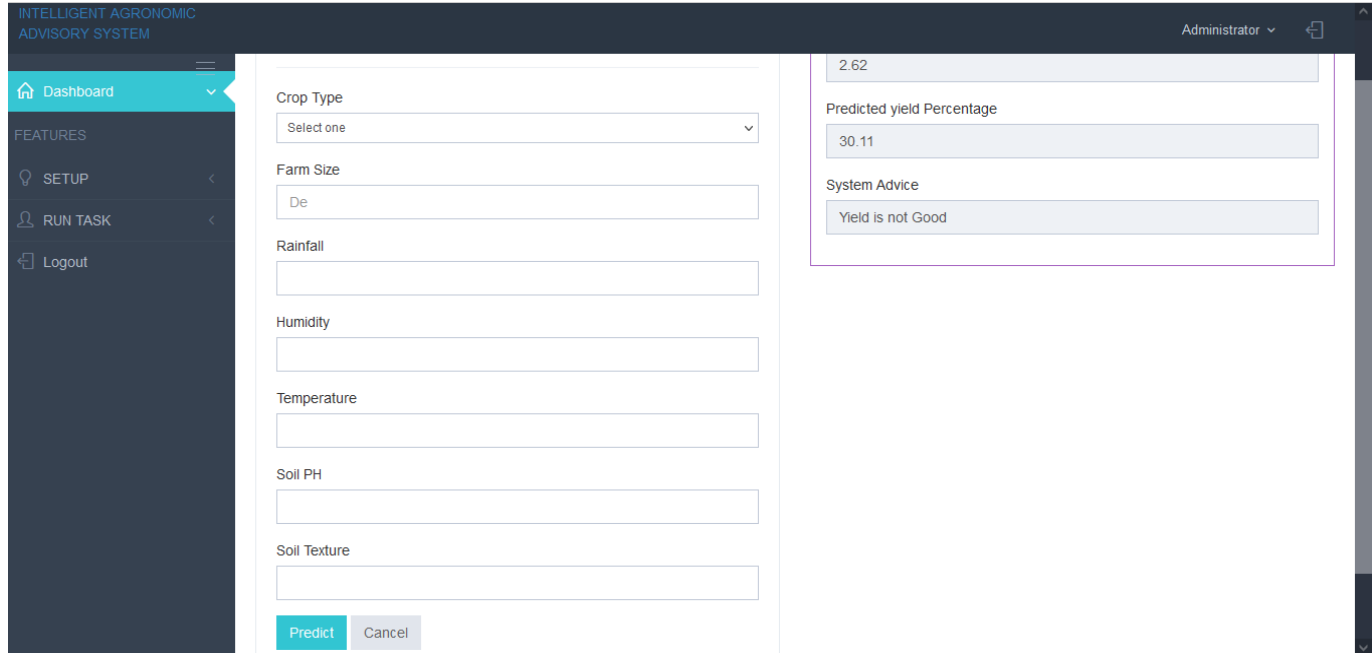 INTELLIGENT AGRONOMIC
ADVISORY SYSTEM
Administrator
Dashboard
FEATURES
SETUP
RUN TASK
Logout
Crop Type
Select one
Farm Size
De
Rainfall
Humidity
Temperature
Soil PH
Soil Texture
Predict Cancel
2.62
Predicted yield Percentage
30.11
System Advice
Yield is not Good